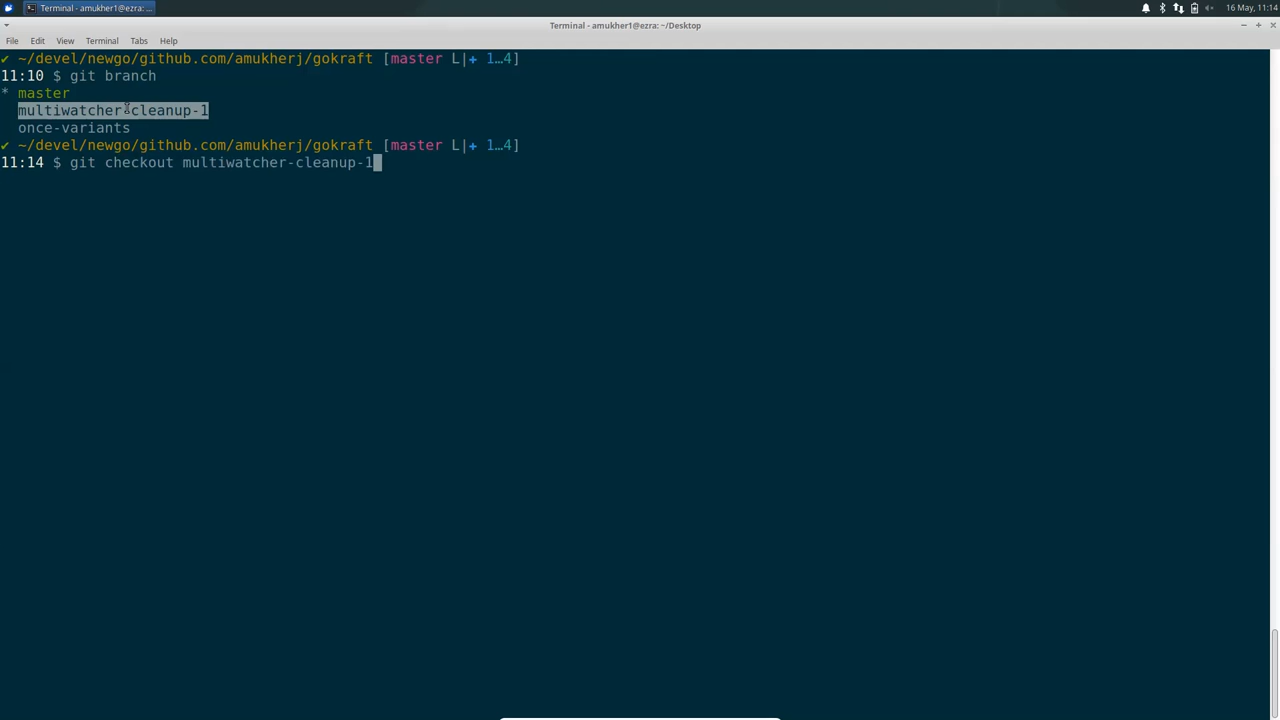 Terminal - amukher1@ezra: ...
16 May, 11:14
Terminal - amukher1@ezra: ~/Desktop
File Edit View Terminal Tabs Help
✔ ~/devel/newgo/github.com/amukherj/gokraft [master L|✚ 1…4]
11:10 $ git branch
* master
multiwatcher-cleanup-1
once-variants
✔ ~/devel/newgo/github.com/amukherj/gokraft [master L|✚ 1…4]
11:14 $ git checkout multiwatcher-cleanup-1